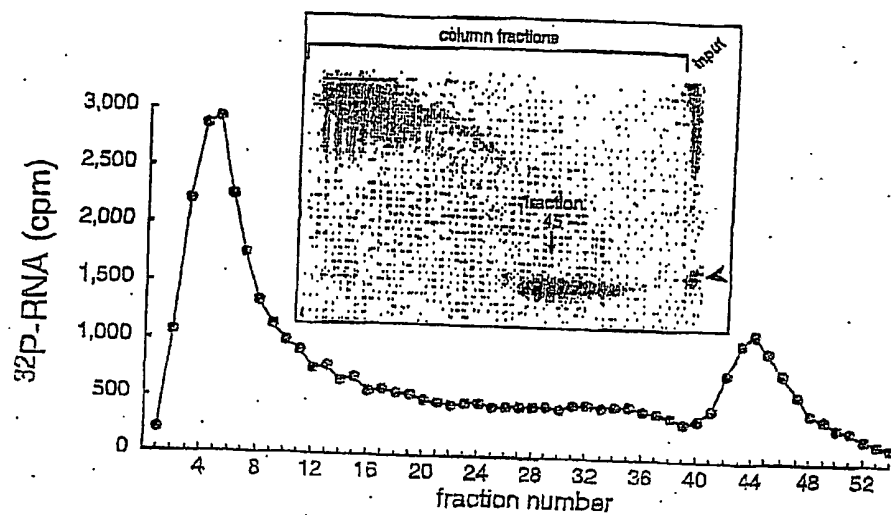 column fractions
input
3,000
2,500
2,000
1,500
1,000
500
0
32P-RNA (cpm)
fraction
45
4 8 12 16 20 24 28 32 36 40 44 48 52
fraction number